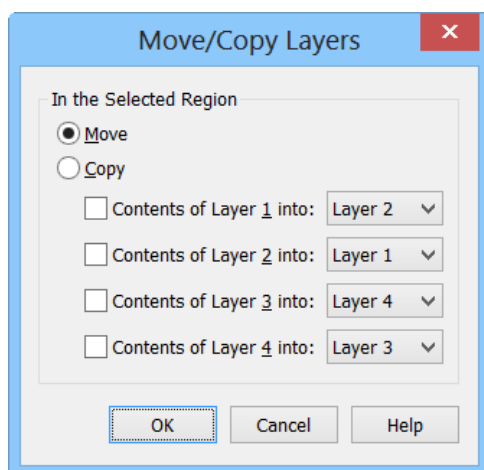 Move/Copy Layers
In the Selected Region
Move
Copy
Contents of Layer 1 into: Layer 2
Contents of Layer 2 into: Layer 1
Contents of Layer 3 into: Layer 4
Contents of Layer 4 into: Layer 3
OK Cancel Help